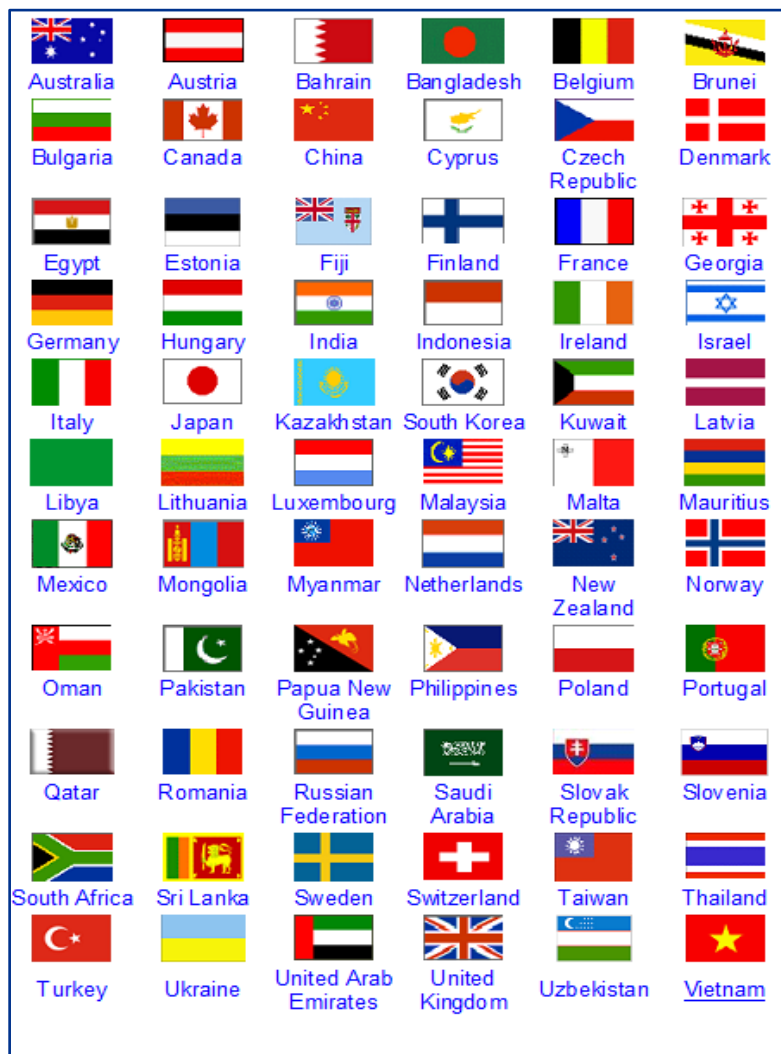 Australia Austria Bahrain Bangladesh Belgium Brunei
Bulgaria Canada China Cyprus Czech Republic Denmark
Egypt Estonia Fiji Finland France Georgia
Germany Hungary India Indonesia Ireland Israel
Italy Japan Kazakhstan South Korea Kuwait Latvia
Libya Lithuania Luxembourg Malaysia Malta Mauritius
Mexico Mongolia Myanmar Netherlands New Zealand Norway
Oman Pakistan Papua New Guinea Philippines Poland Portugal
Qatar Romania Russian Federation Saudi Arabia Slovak Republic Slovenia
South Africa Sri Lanka Sweden Switzerland Taiwan Thailand
Turkey Ukraine United Arab Emirates United Kingdom Uzbekistan Vietnam